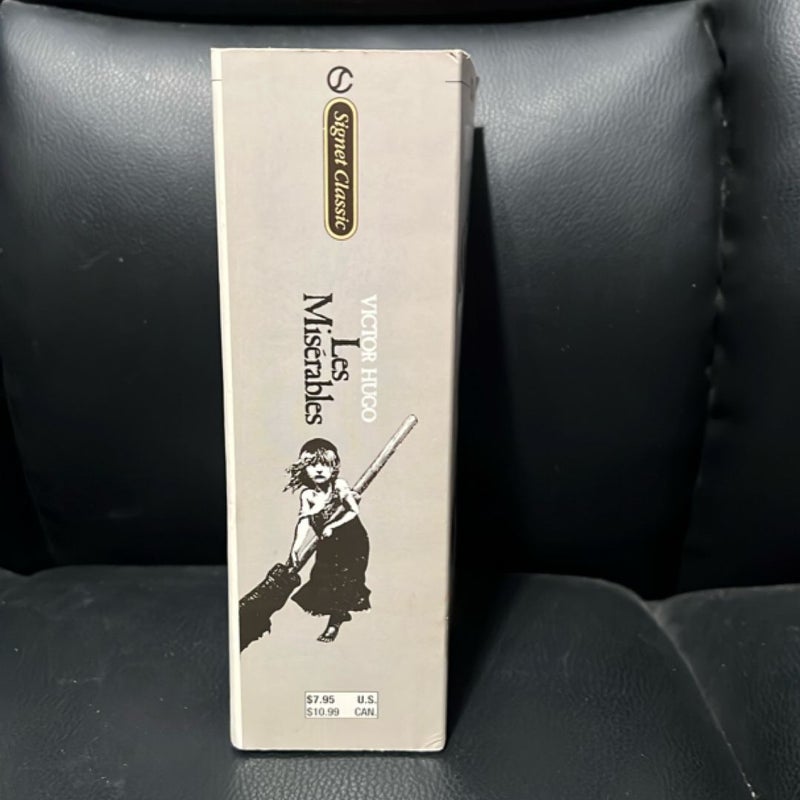 Signet Classic
VICTOR HUGO
Les
Misérables
$7.95 U.S.
$10.99 CAN.